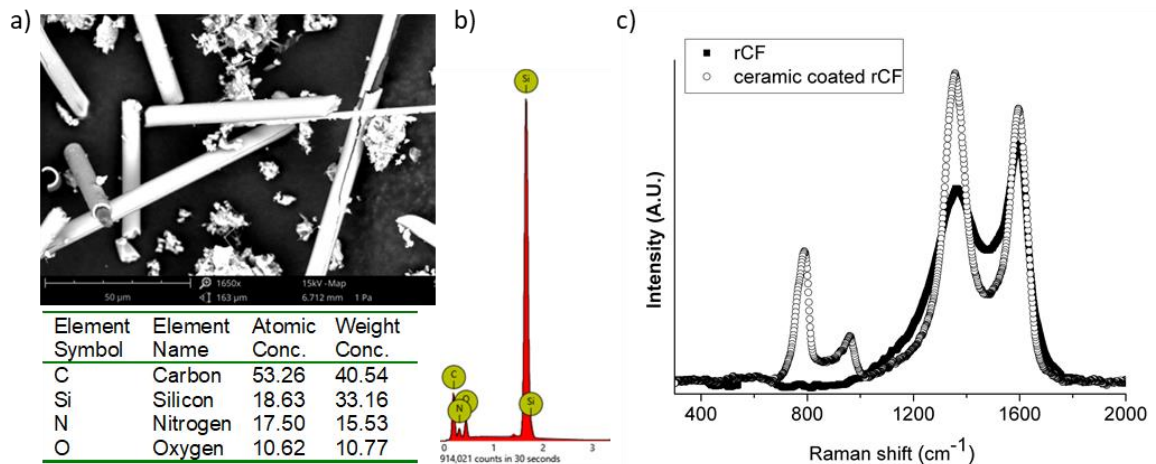 a)
1650x
15kV -Map
50 µm
163 µm
6.712 mm
1 Pa
Element Symbol Element Name Atomic Conc. Weight Conc.
C Carbon 53.26 40.54
Si Silicon 18.63 33.16
N Nitrogen 17.50 15.53
O Oxygen 10.62 10.77
b)
Si
C
O
N
Si
0 1 2 3
914,021 counts in 30 seconds
c)
rCF
ceramic coated rCF
Intensity (A.U.)
400 800 1200 1600 2000
Raman shift (cm⁻¹)